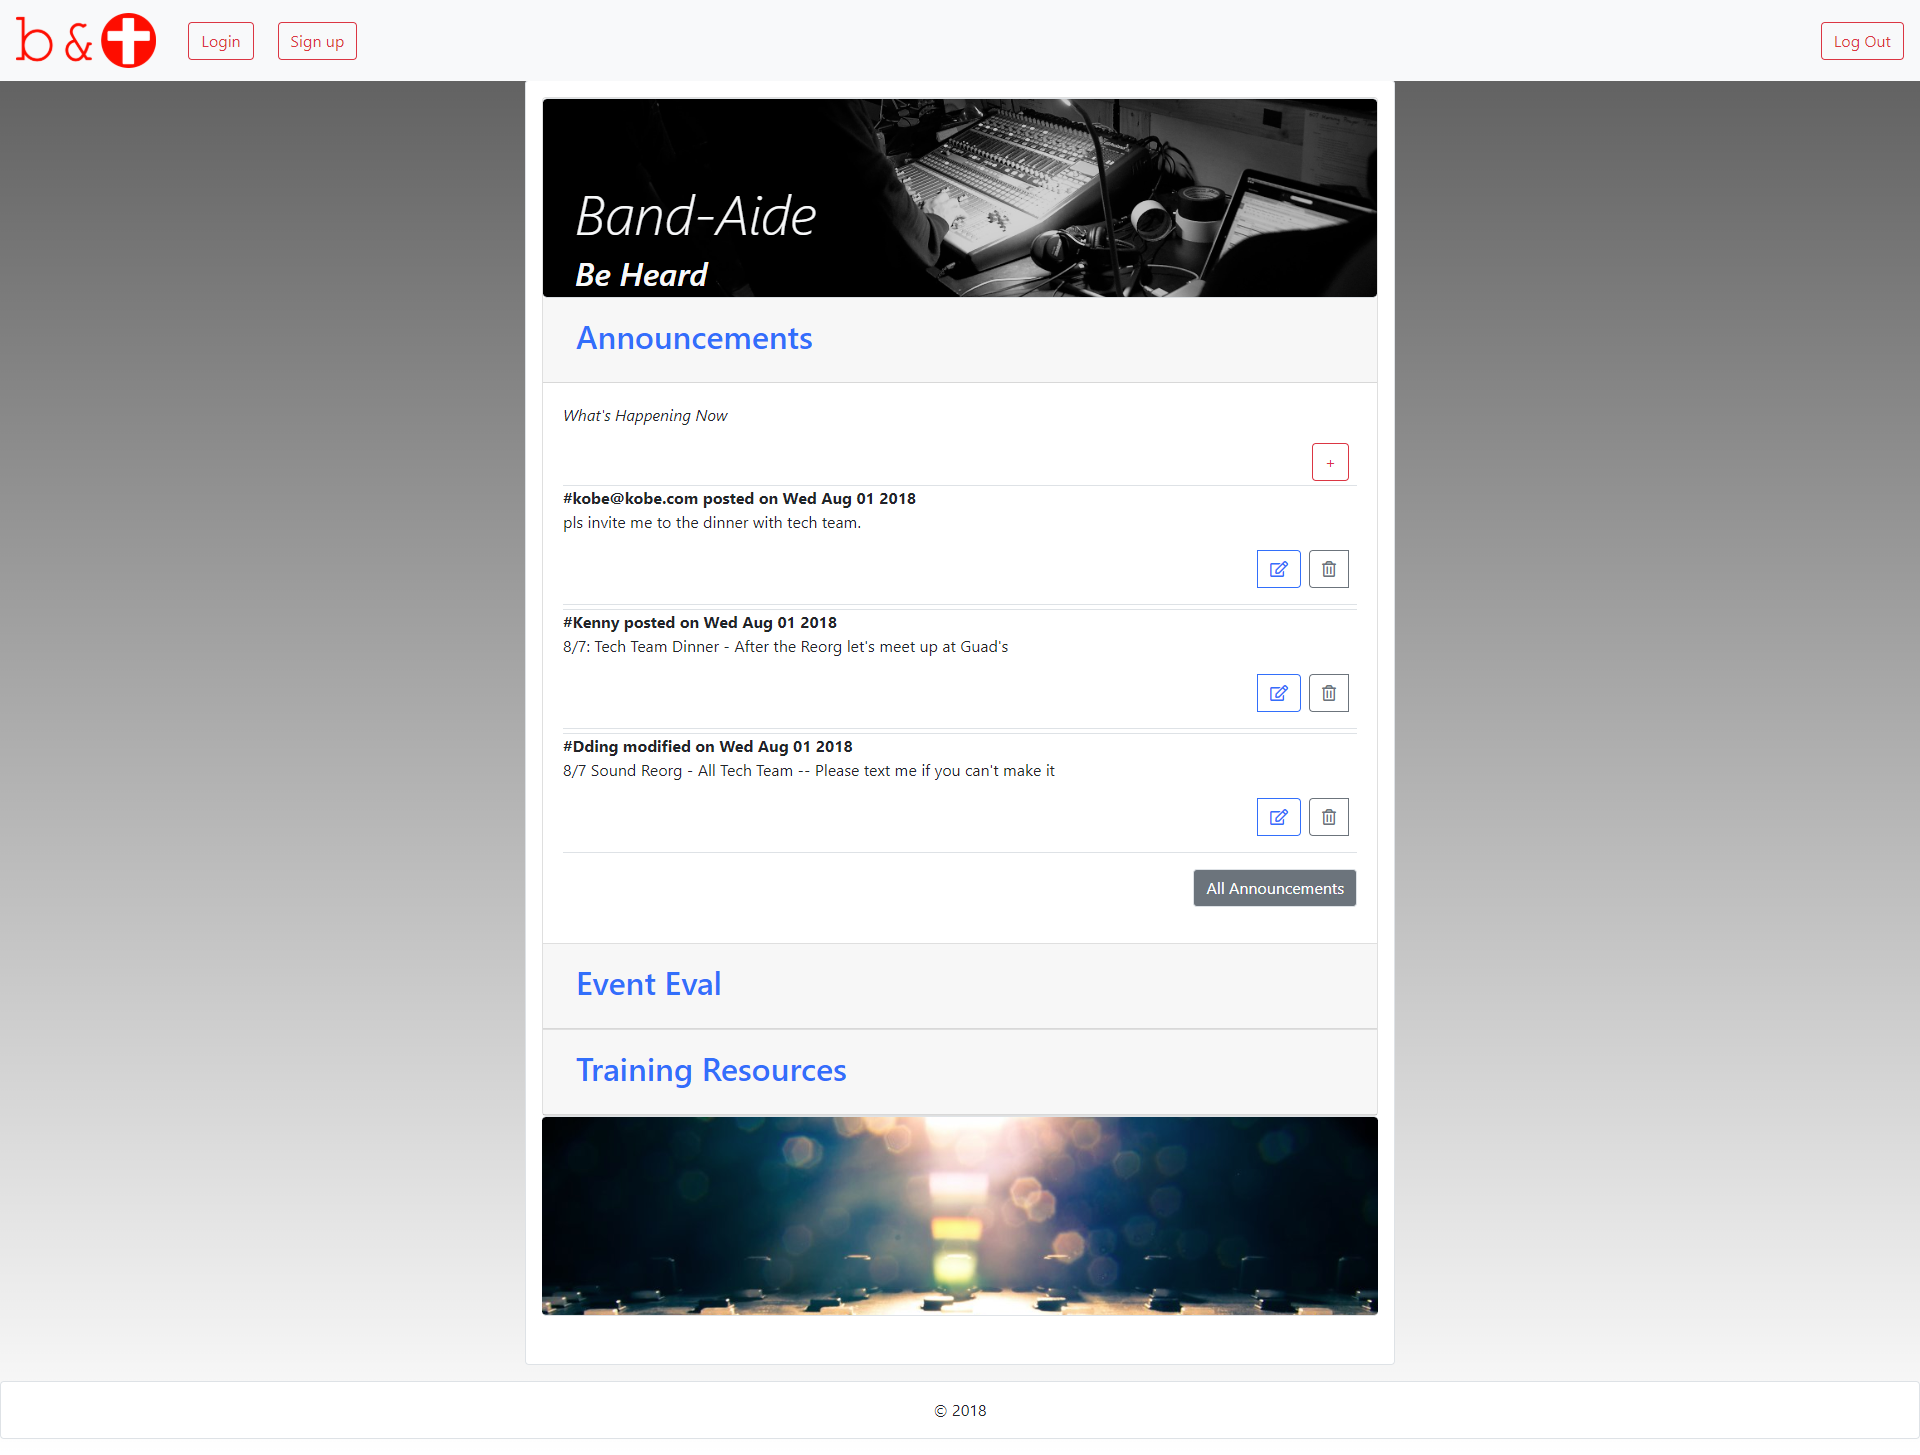 b &
Login
Sign up
Log Out
Band-Aide
Be Heard
Announcements
What's Happening Now
+
#kobe@kobe.com posted on Wed Aug 01 2018
pls invite me to the dinner with tech team.
#Kenny posted on Wed Aug 01 2018
8/7: Tech Team Dinner - After the Reorg let's meet up at Guad's
#Dding modified on Wed Aug 01 2018
8/7 Sound Reorg - All Tech Team -- Please text me if you can't make it
All Announcements
Event Eval
Training Resources
© 2018